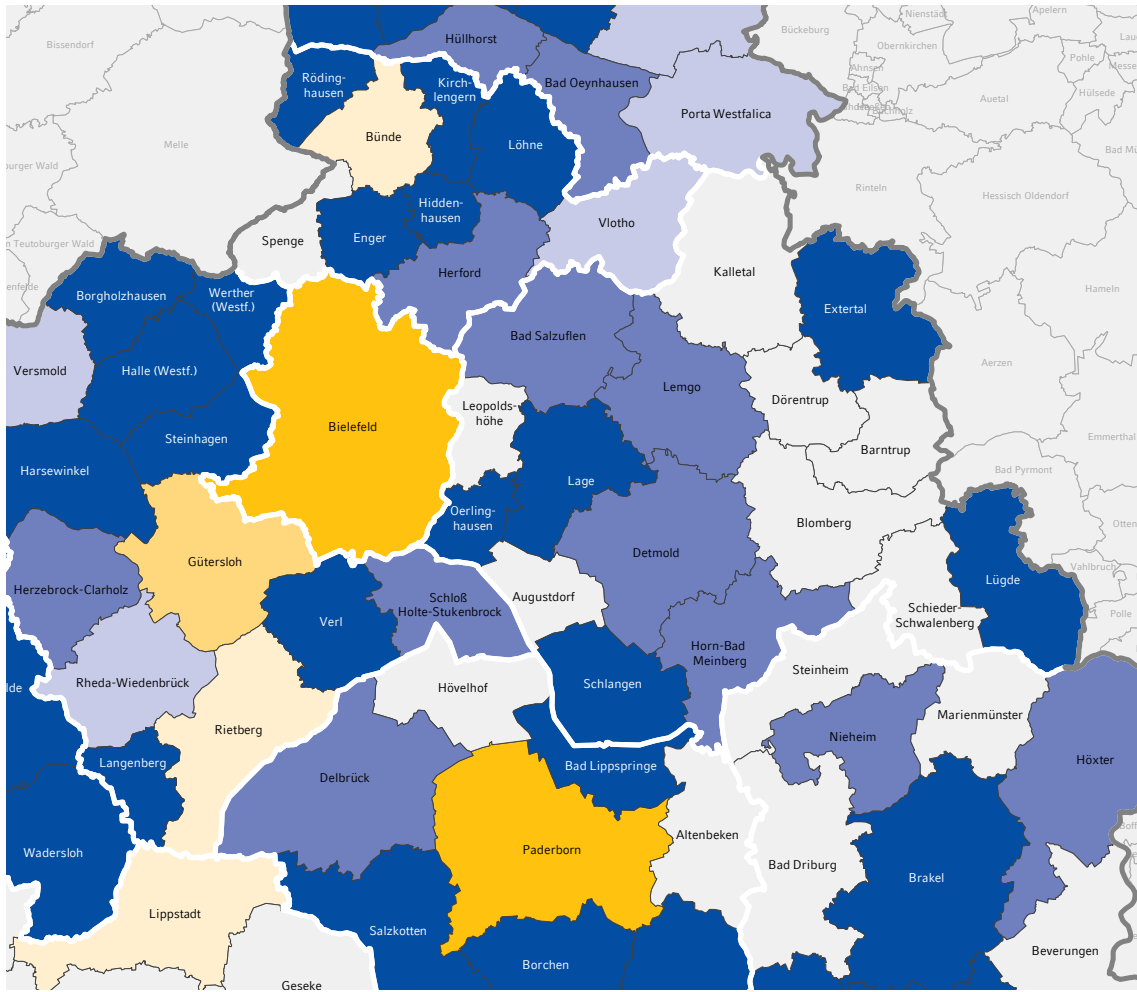 Apelern
Nienstädt
Bückeburg
Bissendorf
Hüllhorst
Obernkirchen
Pohle
Ahnsen
Bad Oeynhausen
Röding-
hausen
Kirch-
lengern
Bad Eilsen
Hülsede
Auetal
Porta Westfalica
Buchholz
Bünde
Löhne
Melle
Rinteln
Hessisch Oldendorf
Hidden-
hausen
Vlotho
Enger
Spenge
Herford
Kalletal
Hameln
Borgholzhausen
Werther
(Westf.)
Extertal
Bad Salzuflen
Aerzen
Versmold
Halle (Westf.)
Lemgo
Dörentrup
Leopolds-
höhe
Bielefeld
Emmerthal
Steinhagen
Barntrup
Harsewinkel
Bad Pyrmont
Lage
Oerling-
hausen
Blomberg
Detmold
Gütersloh
Vahlbruch
Lügde
Herzebrock-Clarholz
Schloß
Holte-Stukenbrock
Augustdorf
Schieder-
Schwalenberg
Polle
Verl
Horn-Bad
Meinberg
Steinheim
Rheda-Wiedenbrück
Hövelhof
Schlangen
Marienmünster
Rietberg
Nieheim
Langenberg
Bad Lippspringe
Höxter
Delbrück
Altenbeken
Paderborn
Wadersloh
Bad Driburg
Brakel
Lippstadt
Salzkotten
Beverungen
Borchen
Geseke